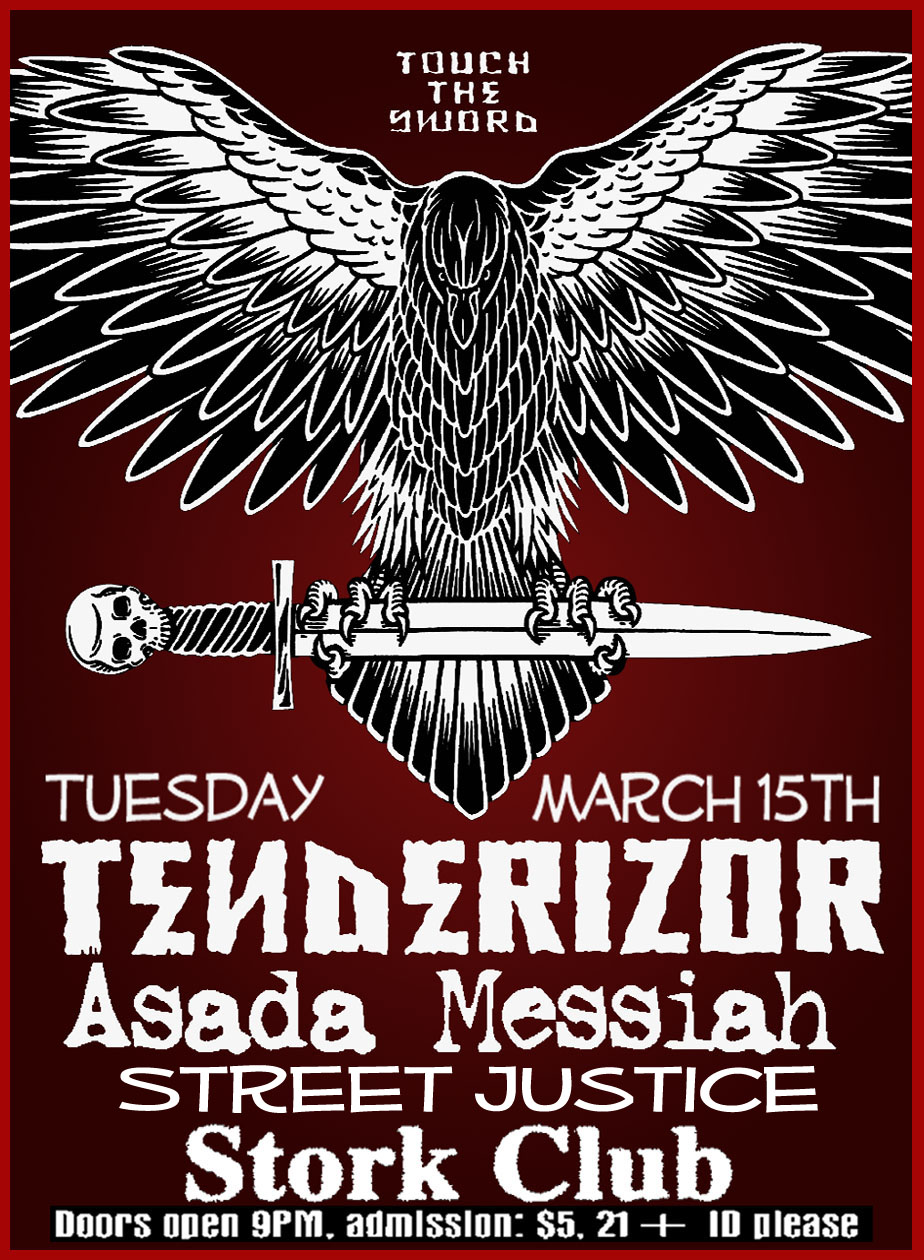 TOUCH
THE
SWORD
TUESDAY MARCH 15TH
TENDERIZOR
Asada Messiah
STREET JUSTICE
Stork Club
Doors open 9PM, admission: $5, 21 + ID please